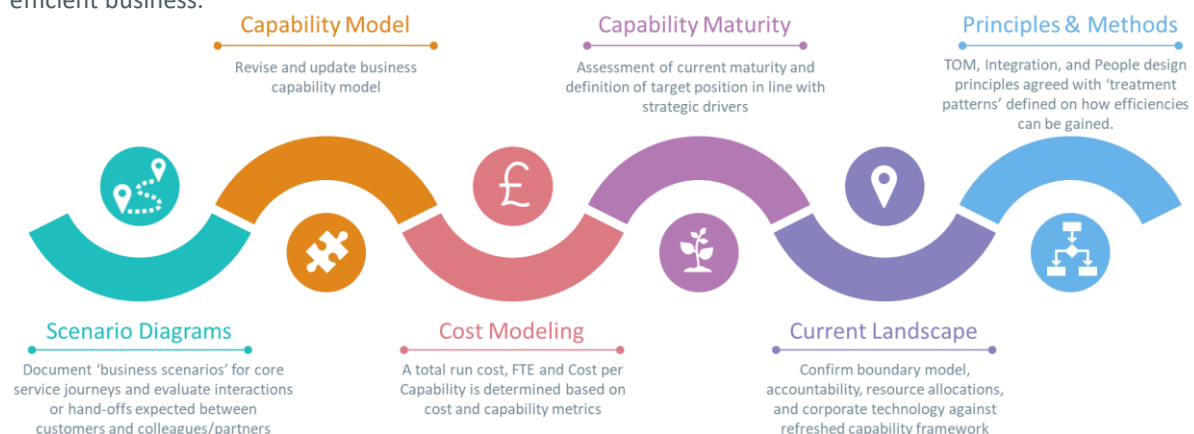 efficient business.
Capability Model
Revise and update business
capability model
Capability Maturity
Assessment of current maturity and
definition of target position in line with
strategic drivers
Principles & Methods
TOM, Integration, and People design
principles agreed with ‘treatment
patterns’ defined on how efficiencies
can be gained.
£
Scenario Diagrams
Document ‘business scenarios’ for core
service journeys and evaluate interactions
or hand-offs expected between
customers and colleagues/partners
Cost Modeling
A total run cost, FTE and Cost per
Capability is determined based on
cost and capability metrics
Current Landscape
Confirm boundary model,
accountability, resource allocations,
and corporate technology against
refreshed capability framework